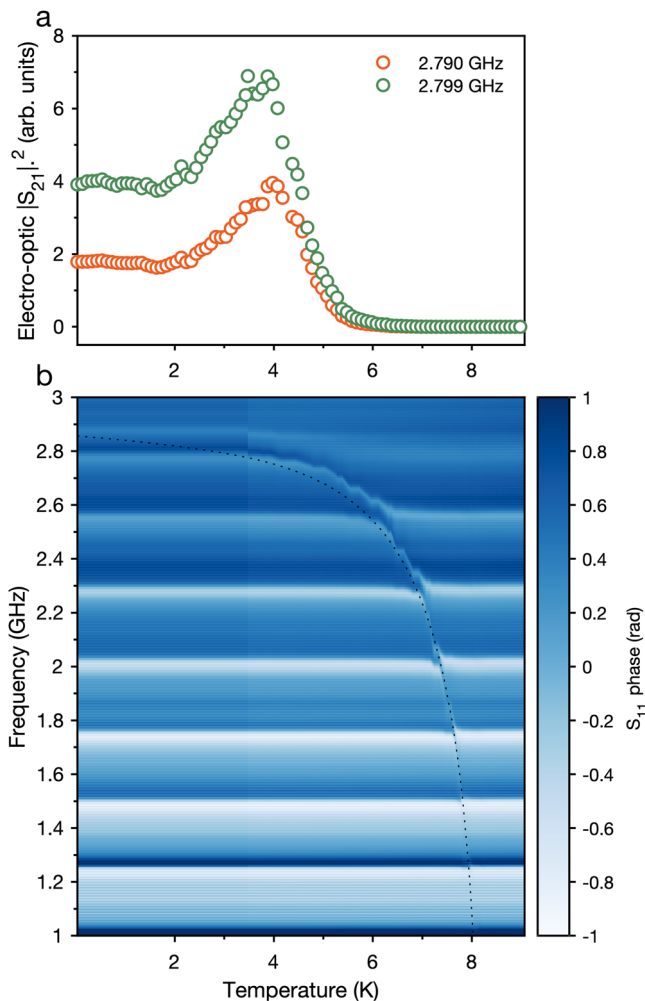 a
8
6
4
2
0
Electro-optic |S21|.2 (arb. units)
2.790 GHz
2.799 GHz
2 4 6 8
b
3
2.8
2.6
2.4
2.2
2
1.8
1.6
1.4
1.2
1
Frequency (GHz)
2 4 6 8
Temperature (K)
1
0.8
0.6
0.4
0.2
0
-0.2
-0.4
-0.6
-0.8
-1
S11 phase (rad)